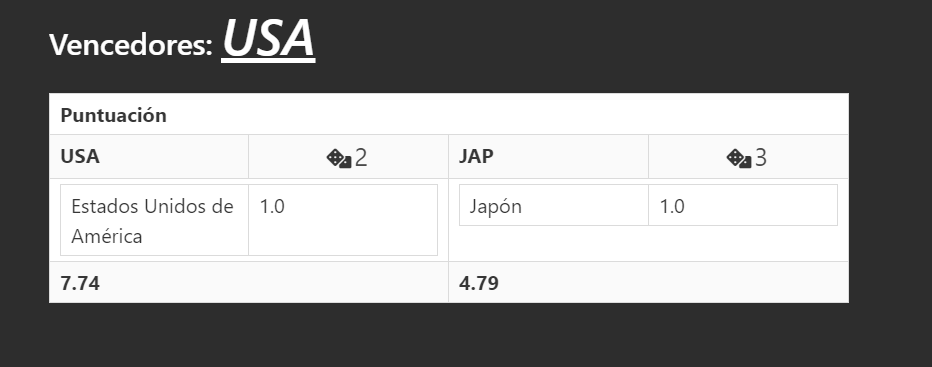 Vencedores: USA
Puntuación
USA 2 JAP 3
Estados Unidos de 1.0 Japón 1.0
América
7.74 4.79